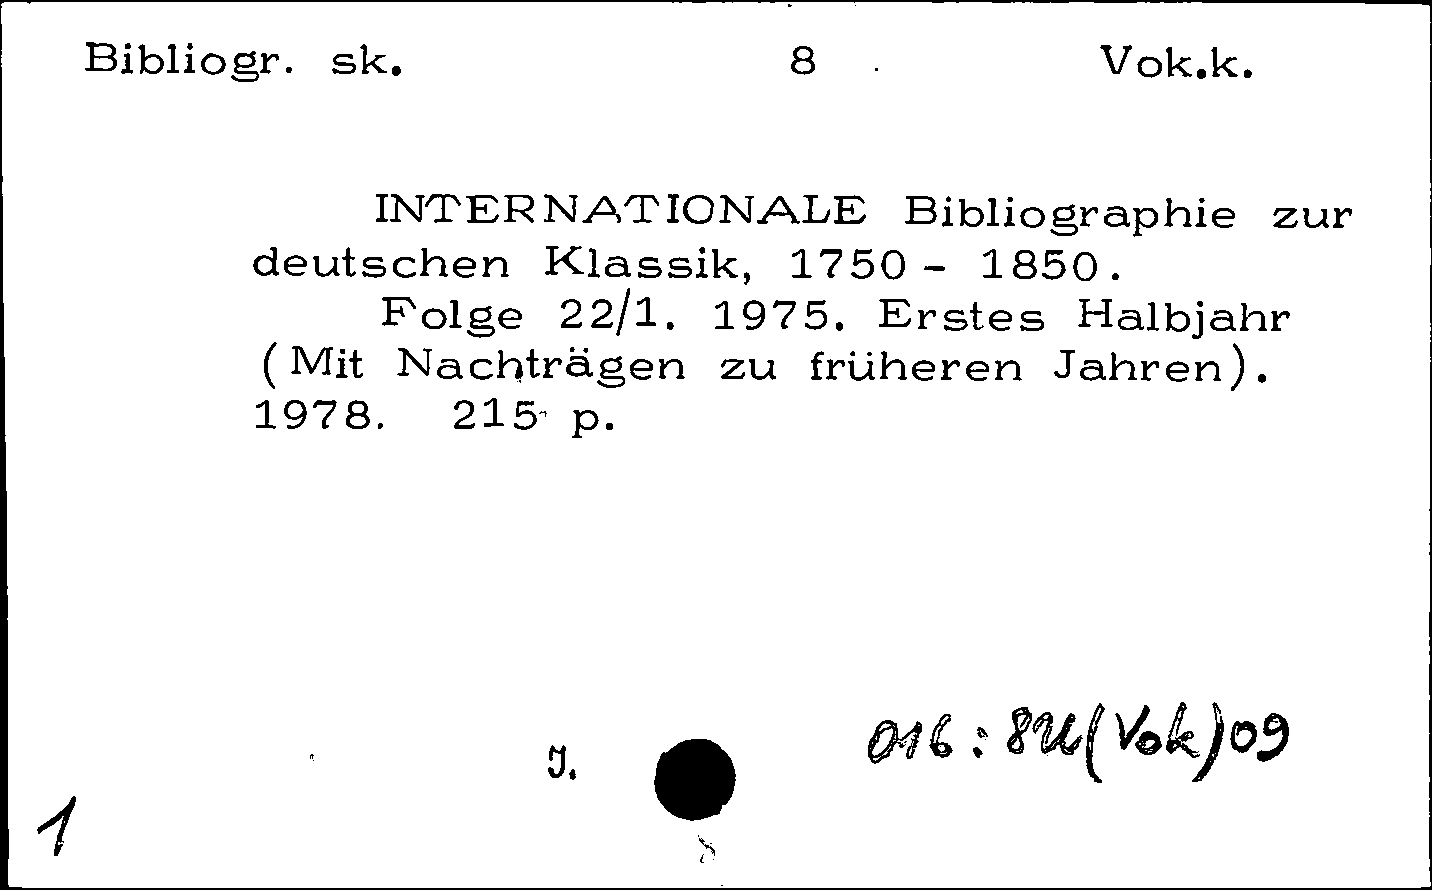 Bibliogr. sk. 8 Vok.k.
INTERNATIONALE Bibliographie zur
deutschen Klassik, 1750 - 1850.
Folge 22/1. 1975. Erstes Halbjahr
(Mit Nachträgen zu früheren Jahren).
1978. 215 p.
J. 016:8U(Vok)09
1